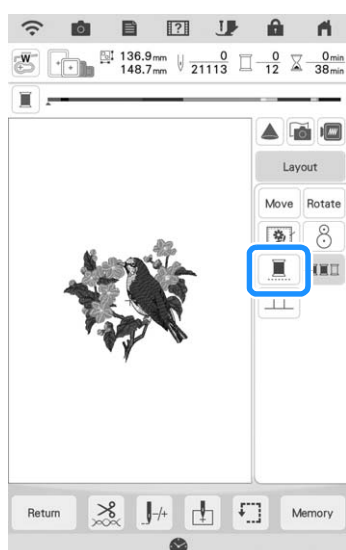 W
136.9mm
148.7mm
0
21113
0
12
0min
38min
Layout
Move Rotate
Return
-/+
Memory